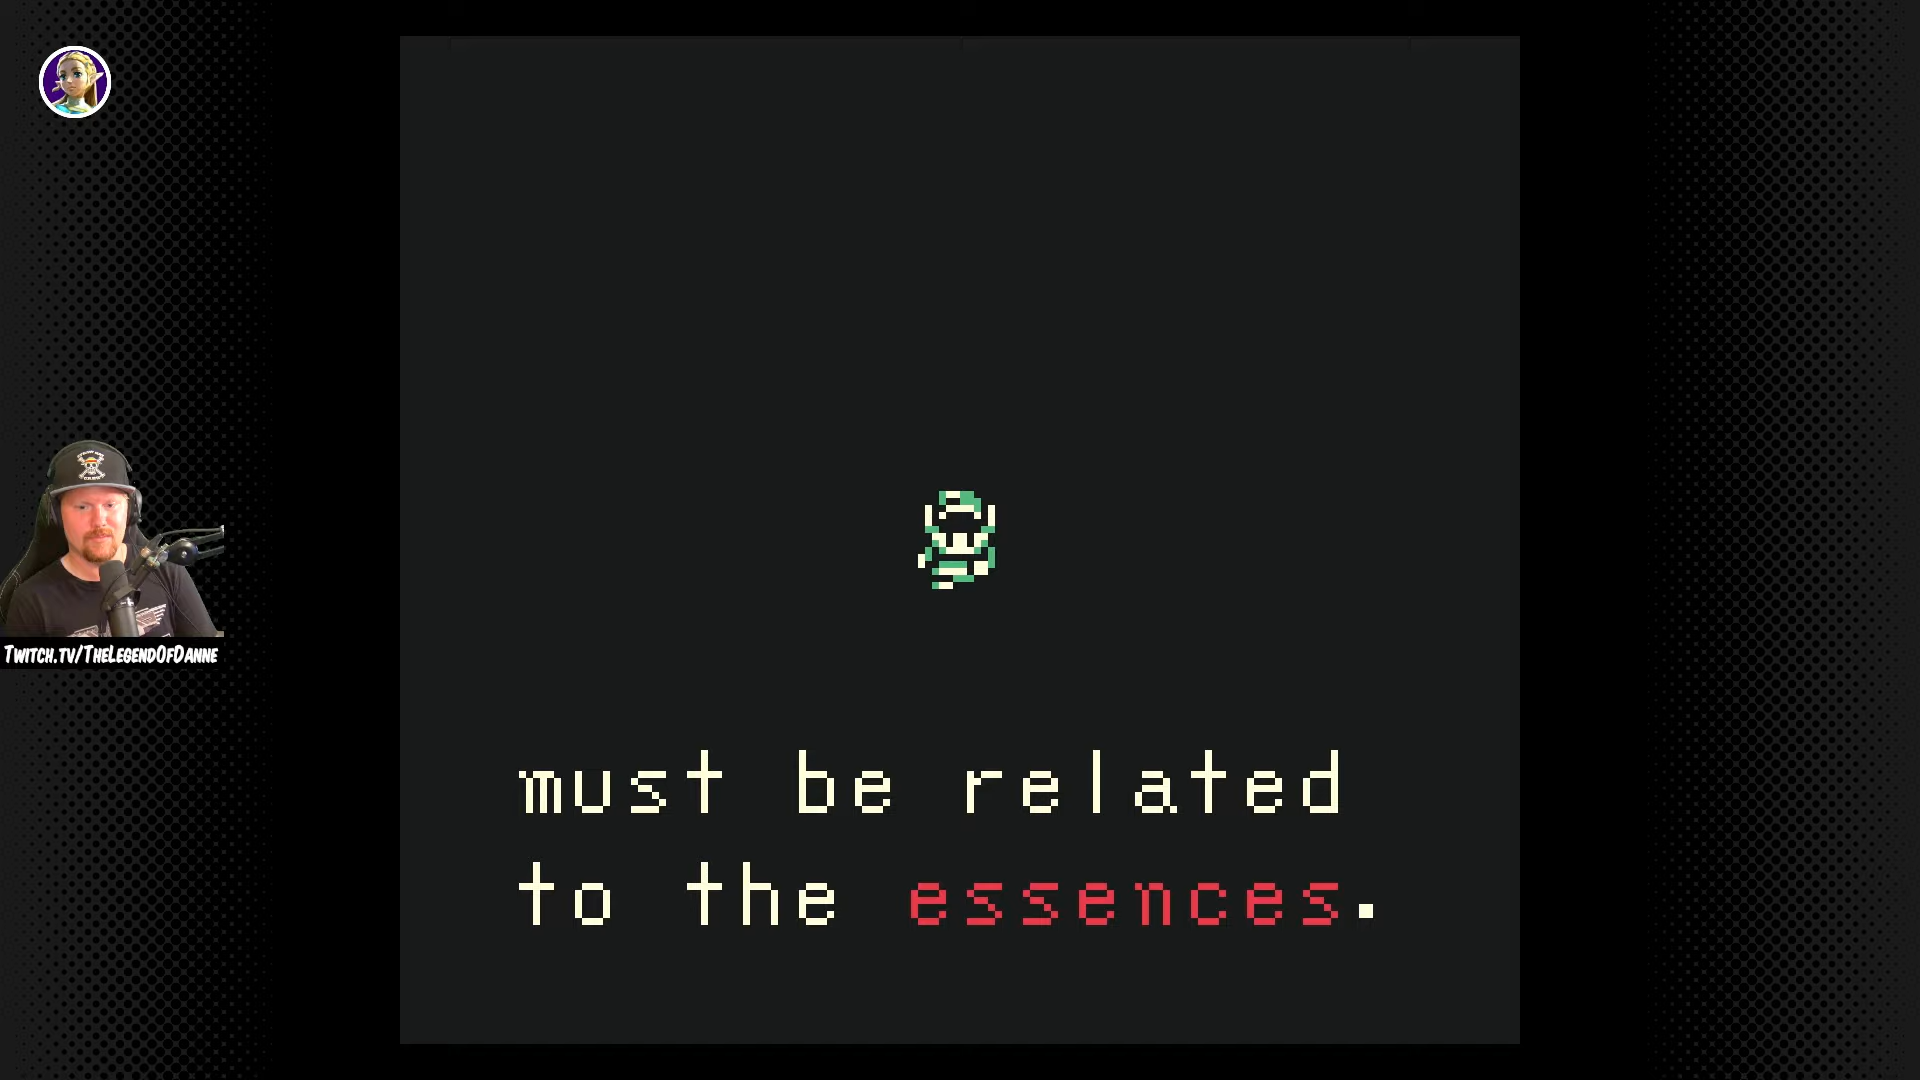 must be related
to the essences.
TWITCH.TV/THELEGENDOFDANNE